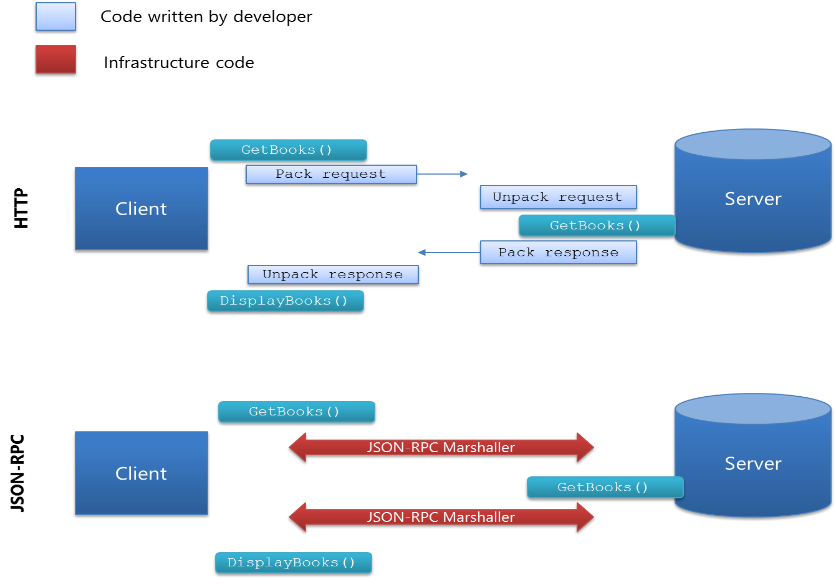 Code written by developer
Infrastructure code
HTTP
Client
GetBooks()
Pack request
Unpack request
GetBooks()
Pack response
Unpack response
DisplayBooks()
Server
JSON-RPC
Client
GetBooks()
JSON-RPC Marshaller
GetBooks()
JSON-RPC Marshaller
DisplayBooks()
Server